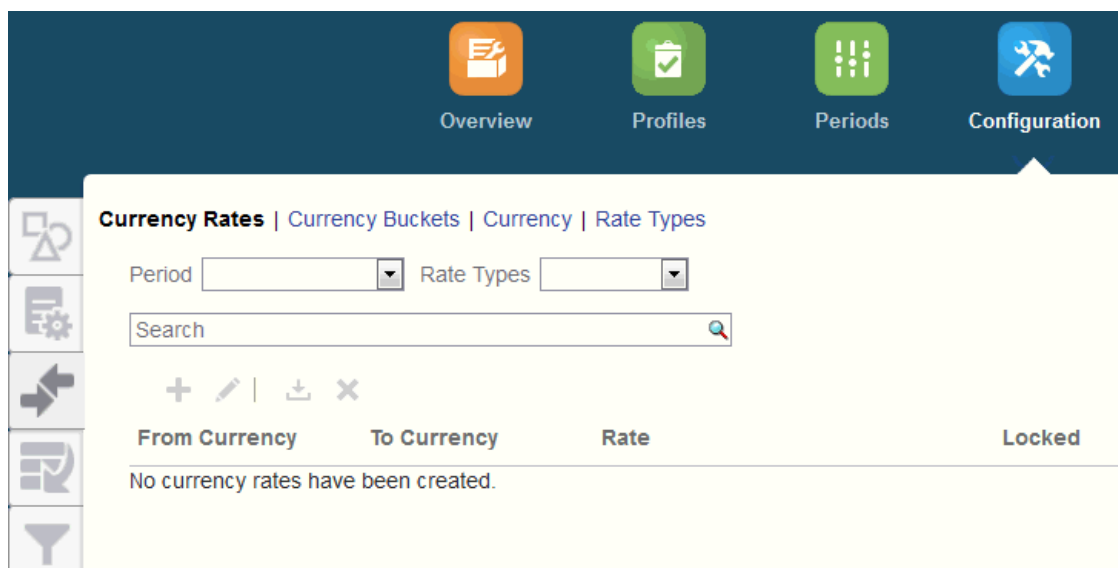 Overview Profiles Periods Configuration
Currency Rates | Currency Buckets | Currency | Rate Types
Period Rate Types
Search
From Currency To Currency Rate Locked
No currency rates have been created.